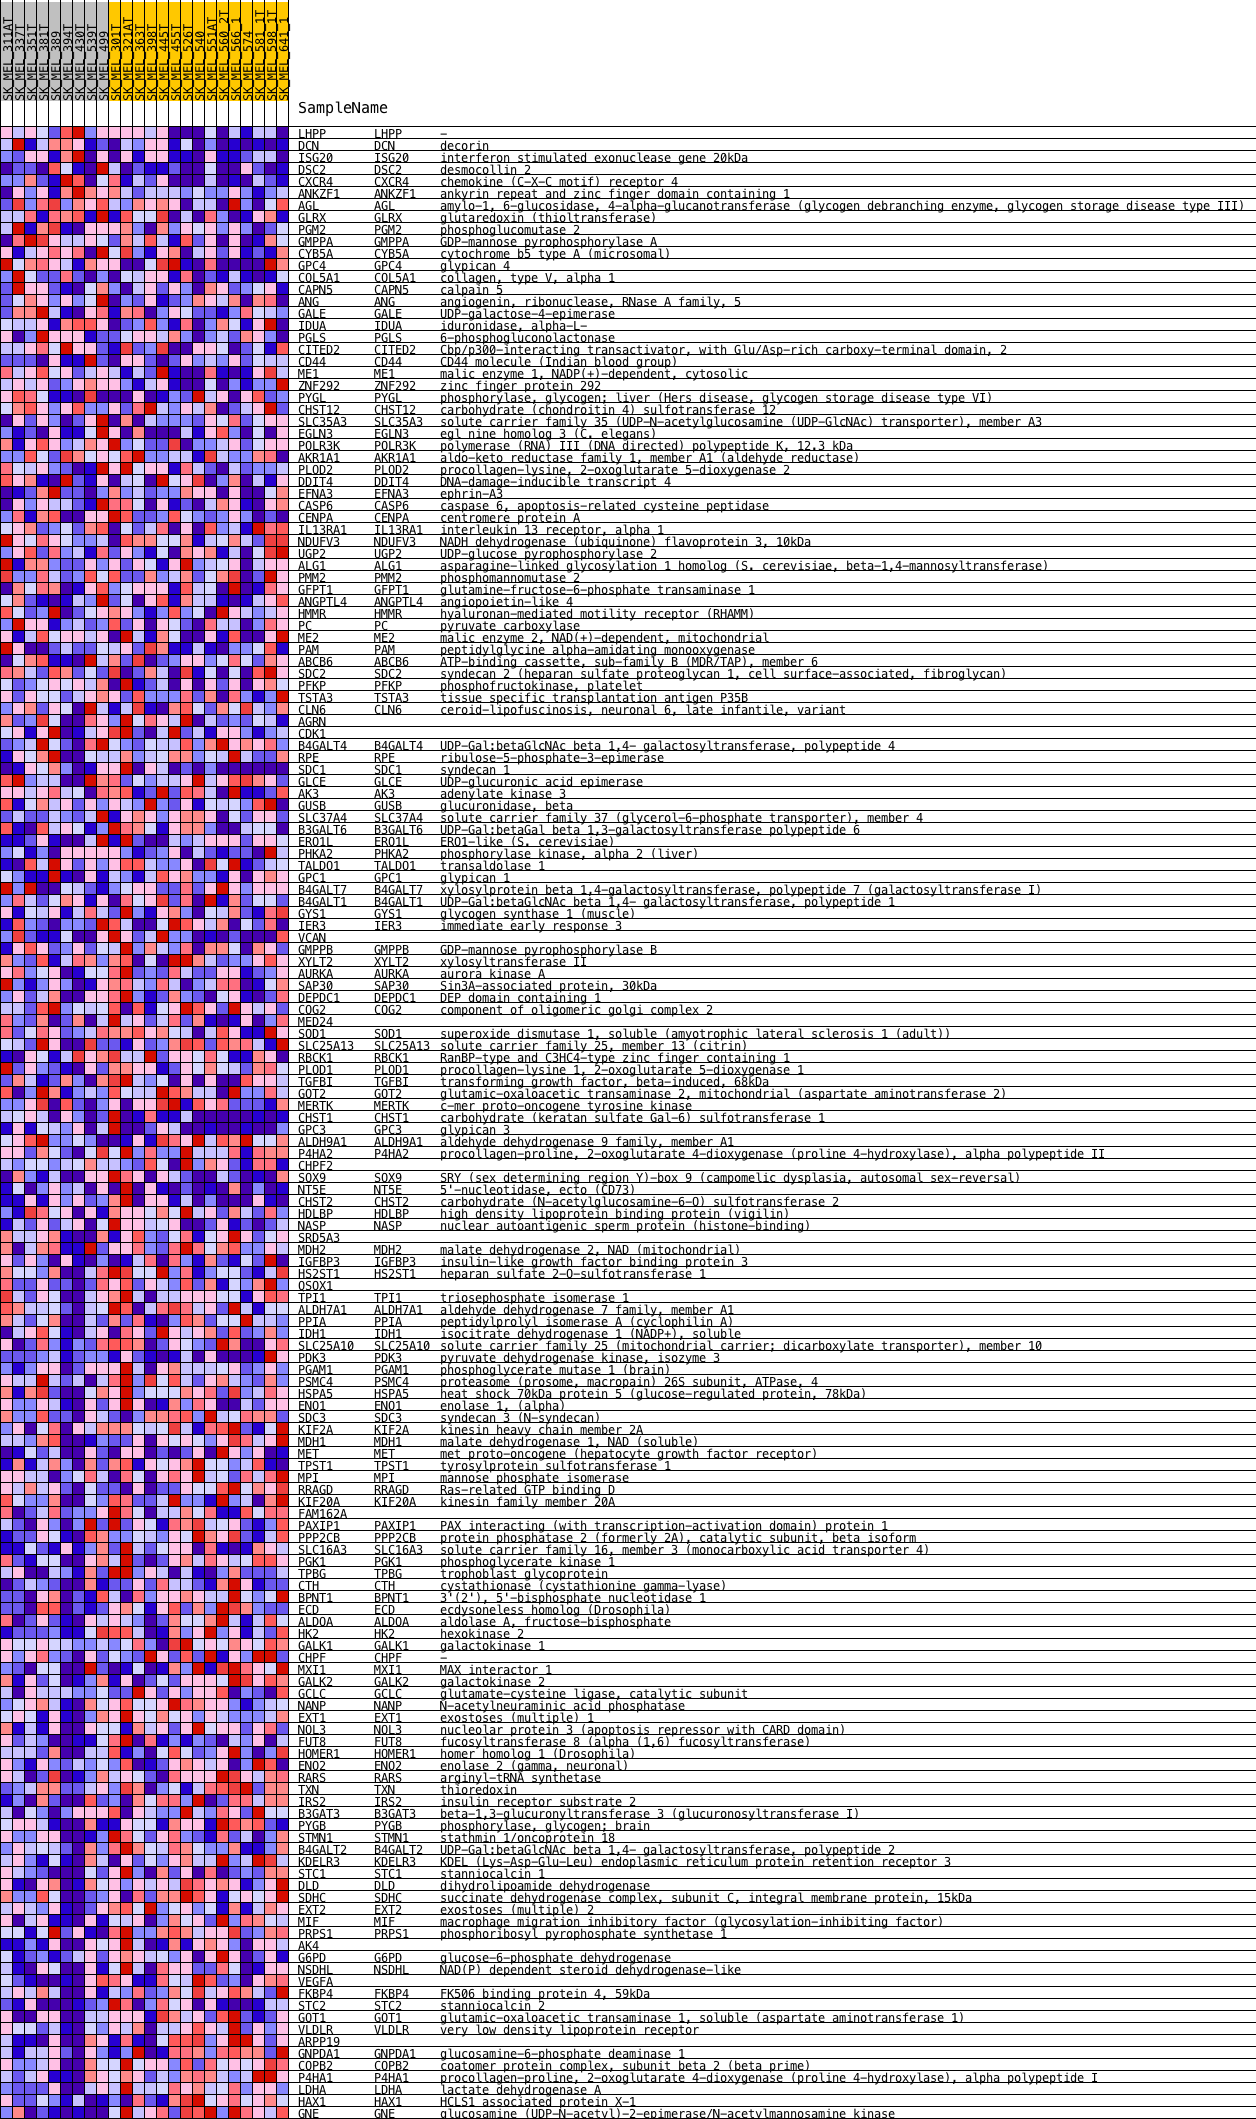 SK_MEL_311AT
SK_MEL_337T
SK_MEL_351T
SK_MEL_381T
SK_MEL_389
SK_MEL_394T
SK_MEL_430T
SK_MEL_539T
SK_MEL_499
SK_MEL_301T
SK_MEL_321AT
SK_MEL_363T
SK_MEL_398T
SK_MEL_445T
SK_MEL_455T
SK_MEL_526T
SK_MEL_540
SK_MEL_551AT
SK_MEL_560_2T
SK_MEL_566_1
SK_MEL_574
SK_MEL_581_1T
SK_MEL_598_1T
SK_MEL_641_1
SampleName
LHPP LHPP –
DCN DCN decorin
ISG20 ISG20 interferon stimulated exonuclease gene 20kDa
DSC2 DSC2 desmocollin 2
CXCR4 CXCR4 chemokine (C-X-C motif) receptor 4
ANKZF1 ANKZF1 ankyrin repeat and zinc finger domain containing 1
AGL AGL amylo-1, 6-glucosidase, 4-alpha-glucanotransferase (glycogen debranching enzyme, glycogen storage disease type III)
GLRX GLRX glutaredoxin (thioltransferase)
PGM2 PGM2 phosphoglucomutase 2
GMPPA GMPPA GDP-mannose pyrophosphorylase A
CYB5A CYB5A cytochrome b5 type A (microsomal)
GPC4 GPC4 glypican 4
COL5A1 COL5A1 collagen, type V, alpha 1
CAPN5 CAPN5 calpain 5
ANG ANG angiogenin, ribonuclease, RNase A family, 5
GALE GALE UDP-galactose-4-epimerase
IDUA IDUA iduronidase, alpha-L-
PGLS PGLS 6-phosphogluconolactonase
CITED2 CITED2 Cbp/p300-interacting transactivator, with Glu/Asp-rich carboxy-terminal domain, 2
CD44 CD44 CD44 molecule (Indian blood group)
ME1 ME1 malic enzyme 1, NADP(+)-dependent, cytosolic
ZNF292 ZNF292 zinc finger protein 292
PYGL PYGL phosphorylase, glycogen; liver (Hers disease, glycogen storage disease type VI)
CHST12 CHST12 carbohydrate (chondroitin 4) sulfotransferase 12
SLC35A3 SLC35A3 solute carrier family 35 (UDP-N-acetylglucosamine (UDP-GlcNAc) transporter), member A3
EGLN3 EGLN3 egl nine homolog 3 (C. elegans)
POLR3K POLR3K polymerase (RNA) III (DNA directed) polypeptide K, 12.3 kDa
AKR1A1 AKR1A1 aldo-keto reductase family 1, member A1 (aldehyde reductase)
PLOD2 PLOD2 procollagen-lysine, 2-oxoglutarate 5-dioxygenase 2
DDIT4 DDIT4 DNA-damage-inducible transcript 4
EFNA3 EFNA3 ephrin-A3
CASP6 CASP6 caspase 6, apoptosis-related cysteine peptidase
CENPA CENPA centromere protein A
IL13RA1 IL13RA1 interleukin 13 receptor, alpha 1
NDUFV3 NDUFV3 NADH dehydrogenase (ubiquinone) flavoprotein 3, 10kDa
UGP2 UGP2 UDP-glucose pyrophosphorylase 2
ALG1 ALG1 asparagine-linked glycosylation 1 homolog (S. cerevisiae, beta-1,4-mannosyltransferase)
PMM2 PMM2 phosphomannomutase 2
GFPT1 GFPT1 glutamine-fructose-6-phosphate transaminase 1
ANGPTL4 ANGPTL4 angiopoietin-like 4
HMMR HMMR hyaluronan-mediated motility receptor (RHAMM)
PC PC pyruvate carboxylase
ME2 ME2 malic enzyme 2, NAD(+)-dependent, mitochondrial
PAM PAM peptidylglycine alpha-amidating monooxygenase
ABCB6 ABCB6 ATP-binding cassette, sub-family B (MDR/TAP), member 6
SDC2 SDC2 syndecan 2 (heparan sulfate proteoglycan 1, cell surface-associated, fibroglycan)
PFKP PFKP phosphofructokinase, platelet
TSTA3 TSTA3 tissue specific transplantation antigen P35B
CLN6 CLN6 ceroid-lipofuscinosis, neuronal 6, late infantile, variant
AGRN
CDK1
B4GALT4 B4GALT4 UDP-Gal:betaGlcNAc beta 1,4- galactosyltransferase, polypeptide 4
RPE RPE ribulose-5-phosphate-3-epimerase
SDC1 SDC1 syndecan 1
GLCE GLCE UDP-glucuronic acid epimerase
AK3 AK3 adenylate kinase 3
GUSB GUSB glucuronidase, beta
SLC37A4 SLC37A4 solute carrier family 37 (glycerol-6-phosphate transporter), member 4
B3GALT6 B3GALT6 UDP-Gal:betaGal beta 1,3-galactosyltransferase polypeptide 6
ERO1L ERO1L ERO1-like (S. cerevisiae)
PHKA2 PHKA2 phosphorylase kinase, alpha 2 (liver)
TALDO1 TALDO1 transaldolase 1
GPC1 GPC1 glypican 1
B4GALT7 B4GALT7 xylosylprotein beta 1,4-galactosyltransferase, polypeptide 7 (galactosyltransferase I)
B4GALT1 B4GALT1 UDP-Gal:betaGlcNAc beta 1,4- galactosyltransferase, polypeptide 1
GYS1 GYS1 glycogen synthase 1 (muscle)
IER3 IER3 immediate early response 3
VCAN
GMPPB GMPPB GDP-mannose pyrophosphorylase B
XYLT2 XYLT2 xylosyltransferase II
AURKA AURKA aurora kinase A
SAP30 SAP30 Sin3A-associated protein, 30kDa
DEPDC1 DEPDC1 DEP domain containing 1
COG2 COG2 component of oligomeric golgi complex 2
MED24
SOD1 SOD1 superoxide dismutase 1, soluble (amyotrophic lateral sclerosis 1 (adult))
SLC25A13 SLC25A13 solute carrier family 25, member 13 (citrin)
RBCK1 RBCK1 RanBP-type and C3HC4-type zinc finger containing 1
PLOD1 PLOD1 procollagen-lysine 1, 2-oxoglutarate 5-dioxygenase 1
TGFBI TGFBI transforming growth factor, beta-induced, 68kDa
GOT2 GOT2 glutamic-oxaloacetic transaminase 2, mitochondrial (aspartate aminotransferase 2)
MERTK MERTK c-mer proto-oncogene tyrosine kinase
CHST1 CHST1 carbohydrate (keratan sulfate Gal-6) sulfotransferase 1
GPC3 GPC3 glypican 3
ALDH9A1 ALDH9A1 aldehyde dehydrogenase 9 family, member A1
P4HA2 P4HA2 procollagen-proline, 2-oxoglutarate 4-dioxygenase (proline 4-hydroxylase), alpha polypeptide II
CHPF2
SOX9 SOX9 SRY (sex determining region Y)-box 9 (campomelic dysplasia, autosomal sex-reversal)
NT5E NT5E 5'-nucleotidase, ecto (CD73)
CHST2 CHST2 carbohydrate (N-acetylglucosamine-6-O) sulfotransferase 2
HDLBP HDLBP high density lipoprotein binding protein (vigilin)
NASP NASP nuclear autoantigenic sperm protein (histone-binding)
SRD5A3
MDH2 MDH2 malate dehydrogenase 2, NAD (mitochondrial)
IGFBP3 IGFBP3 insulin-like growth factor binding protein 3
HS2ST1 HS2ST1 heparan sulfate 2-O-sulfotransferase 1
QSOX1
TPI1 TPI1 triosephosphate isomerase 1
ALDH7A1 ALDH7A1 aldehyde dehydrogenase 7 family, member A1
PPIA PPIA peptidylprolyl isomerase A (cyclophilin A)
IDH1 IDH1 isocitrate dehydrogenase 1 (NADP+), soluble
SLC25A10 SLC25A10 solute carrier family 25 (mitochondrial carrier; dicarboxylate transporter), member 10
PDK3 PDK3 pyruvate dehydrogenase kinase, isozyme 3
PGAM1 PGAM1 phosphoglycerate mutase 1 (brain)
PSMC4 PSMC4 proteasome (prosome, macropain) 26S subunit, ATPase, 4
HSPA5 HSPA5 heat shock 70kDa protein 5 (glucose-regulated protein, 78kDa)
ENO1 ENO1 enolase 1, (alpha)
SDC3 SDC3 syndecan 3 (N-syndecan)
KIF2A KIF2A kinesin heavy chain member 2A
MDH1 MDH1 malate dehydrogenase 1, NAD (soluble)
MET MET met proto-oncogene (hepatocyte growth factor receptor)
TPST1 TPST1 tyrosylprotein sulfotransferase 1
MPI MPI mannose phosphate isomerase
RRAGD RRAGD Ras-related GTP binding D
KIF20A KIF20A kinesin family member 20A
FAM162A
PAXIP1 PAXIP1 PAX interacting (with transcription-activation domain) protein 1
PPP2CB PPP2CB protein phosphatase 2 (formerly 2A), catalytic subunit, beta isoform
SLC16A3 SLC16A3 solute carrier family 16, member 3 (monocarboxylic acid transporter 4)
PGK1 PGK1 phosphoglycerate kinase 1
TPBG TPBG trophoblast glycoprotein
CTH CTH cystathionase (cystathionine gamma-lyase)
BPNT1 BPNT1 3'(2'), 5'-bisphosphate nucleotidase 1
ECD ECD ecdysoneless homolog (Drosophila)
ALDOA ALDOA aldolase A, fructose-bisphosphate
HK2 HK2 hexokinase 2
GALK1 GALK1 galactokinase 1
CHPF CHPF –
MXI1 MXI1 MAX interactor 1
GALK2 GALK2 galactokinase 2
GCLC GCLC glutamate-cysteine ligase, catalytic subunit
NANP NANP N-acetylneuraminic acid phosphatase
EXT1 EXT1 exostoses (multiple) 1
NOL3 NOL3 nucleolar protein 3 (apoptosis repressor with CARD domain)
FUT8 FUT8 fucosyltransferase 8 (alpha (1,6) fucosyltransferase)
HOMER1 HOMER1 homer homolog 1 (Drosophila)
ENO2 ENO2 enolase 2 (gamma, neuronal)
RARS RARS arginyl-tRNA synthetase
TXN TXN thioredoxin
IRS2 IRS2 insulin receptor substrate 2
B3GAT3 B3GAT3 beta-1,3-glucuronyltransferase 3 (glucuronosyltransferase I)
PYGB PYGB phosphorylase, glycogen; brain
STMN1 STMN1 stathmin 1/oncoprotein 18
B4GALT2 B4GALT2 UDP-Gal:betaGlcNAc beta 1,4- galactosyltransferase, polypeptide 2
KDELR3 KDELR3 KDEL (Lys-Asp-Glu-Leu) endoplasmic reticulum protein retention receptor 3
STC1 STC1 stanniocalcin 1
DLD DLD dihydrolipoamide dehydrogenase
SDHC SDHC succinate dehydrogenase complex, subunit C, integral membrane protein, 15kDa
EXT2 EXT2 exostoses (multiple) 2
MIF MIF macrophage migration inhibitory factor (glycosylation-inhibiting factor)
PRPS1 PRPS1 phosphoribosyl pyrophosphate synthetase 1
AK4
G6PD G6PD glucose-6-phosphate dehydrogenase
NSDHL NSDHL NAD(P) dependent steroid dehydrogenase-like
VEGFA
FKBP4 FKBP4 FK506 binding protein 4, 59kDa
STC2 STC2 stanniocalcin 2
GOT1 GOT1 glutamic-oxaloacetic transaminase 1, soluble (aspartate aminotransferase 1)
VLDLR VLDLR very low density lipoprotein receptor
ARPP19
GNPDA1 GNPDA1 glucosamine-6-phosphate deaminase 1
COPB2 COPB2 coatomer protein complex, subunit beta 2 (beta prime)
P4HA1 P4HA1 procollagen-proline, 2-oxoglutarate 4-dioxygenase (proline 4-hydroxylase), alpha polypeptide I
LDHA LDHA lactate dehydrogenase A
HAX1 HAX1 HCLS1 associated protein X-1
GNE GNE glucosamine (UDP-N-acetyl)-2-epimerase/N-acetylmannosamine kinase